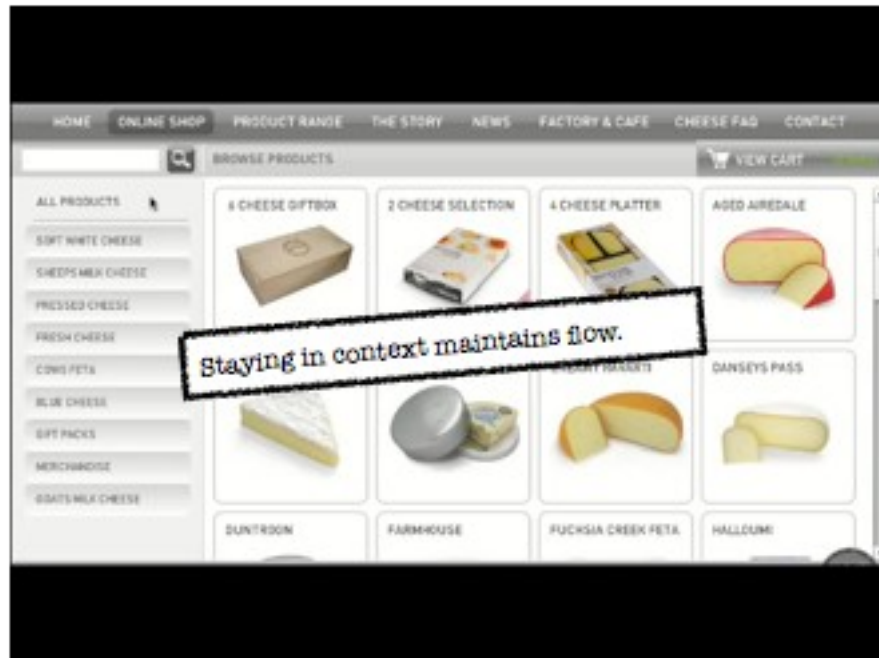 HOME ONLINE SHOP PRODUCT RANGE THE STORY NEWS FACTORY & CAFE CHEESE FAQ CONTACT
BROWSE PRODUCTS VIEW CART
ALL PRODUCTS
SOFT WHITE CHEESE
SHEEPS MILK CHEESE
PRESSED CHEESE
FRESH CHEESE
COWS FETA
BLUE CHEESE
GIFT PACKS
MERCHANDISE
GOATS MILK CHEESE
6 CHEESE GIFTBOX 2 CHEESE SELECTION 4 CHEESE PLATTER AGED AIREDALE
Staying in context maintains flow.
DANSEYS PASS
DUNTROON FARMHOUSE FUCHSIA CREEK FETA HALLOUMI